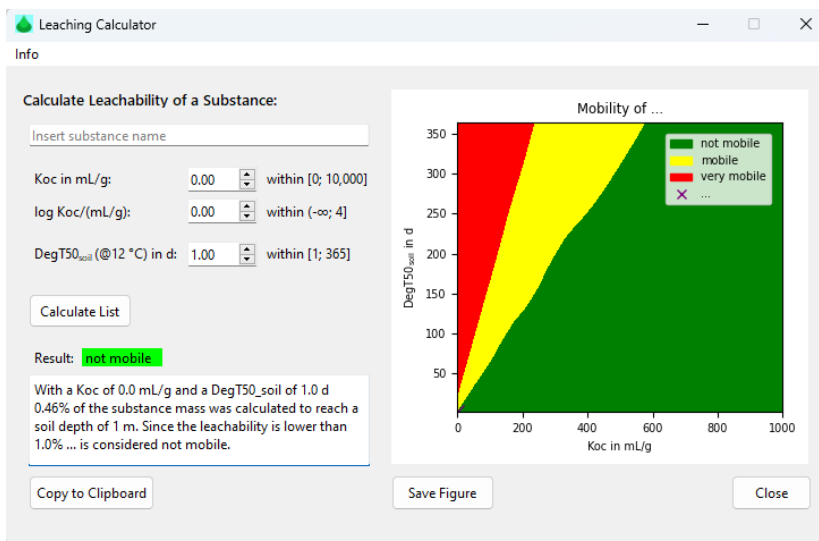 Leaching Calculator
Info
Calculate Leachability of a Substance:
Insert substance name
Koc in mL/g: 0.00 within [0; 10,000]
log Koc/(mL/g): 0.00 within (-∞; 4]
DegT50soil (@12 °C) in d: 1.00 within [1; 365]
Calculate List
Result: not mobile
With a Koc of 0.0 mL/g and a DegT50_soil of 1.0 d
0.46% of the substance mass was calculated to reach a
soil depth of 1 m. Since the leachability is lower than
1.0% ... is considered not mobile.
Copy to Clipboard
Mobility of ...
not mobile
mobile
very mobile
...
DegT50soil in d
350
300
250
200
150
100
50
0 200 400 600 800 1000
Koc in mL/g
Save Figure
Close